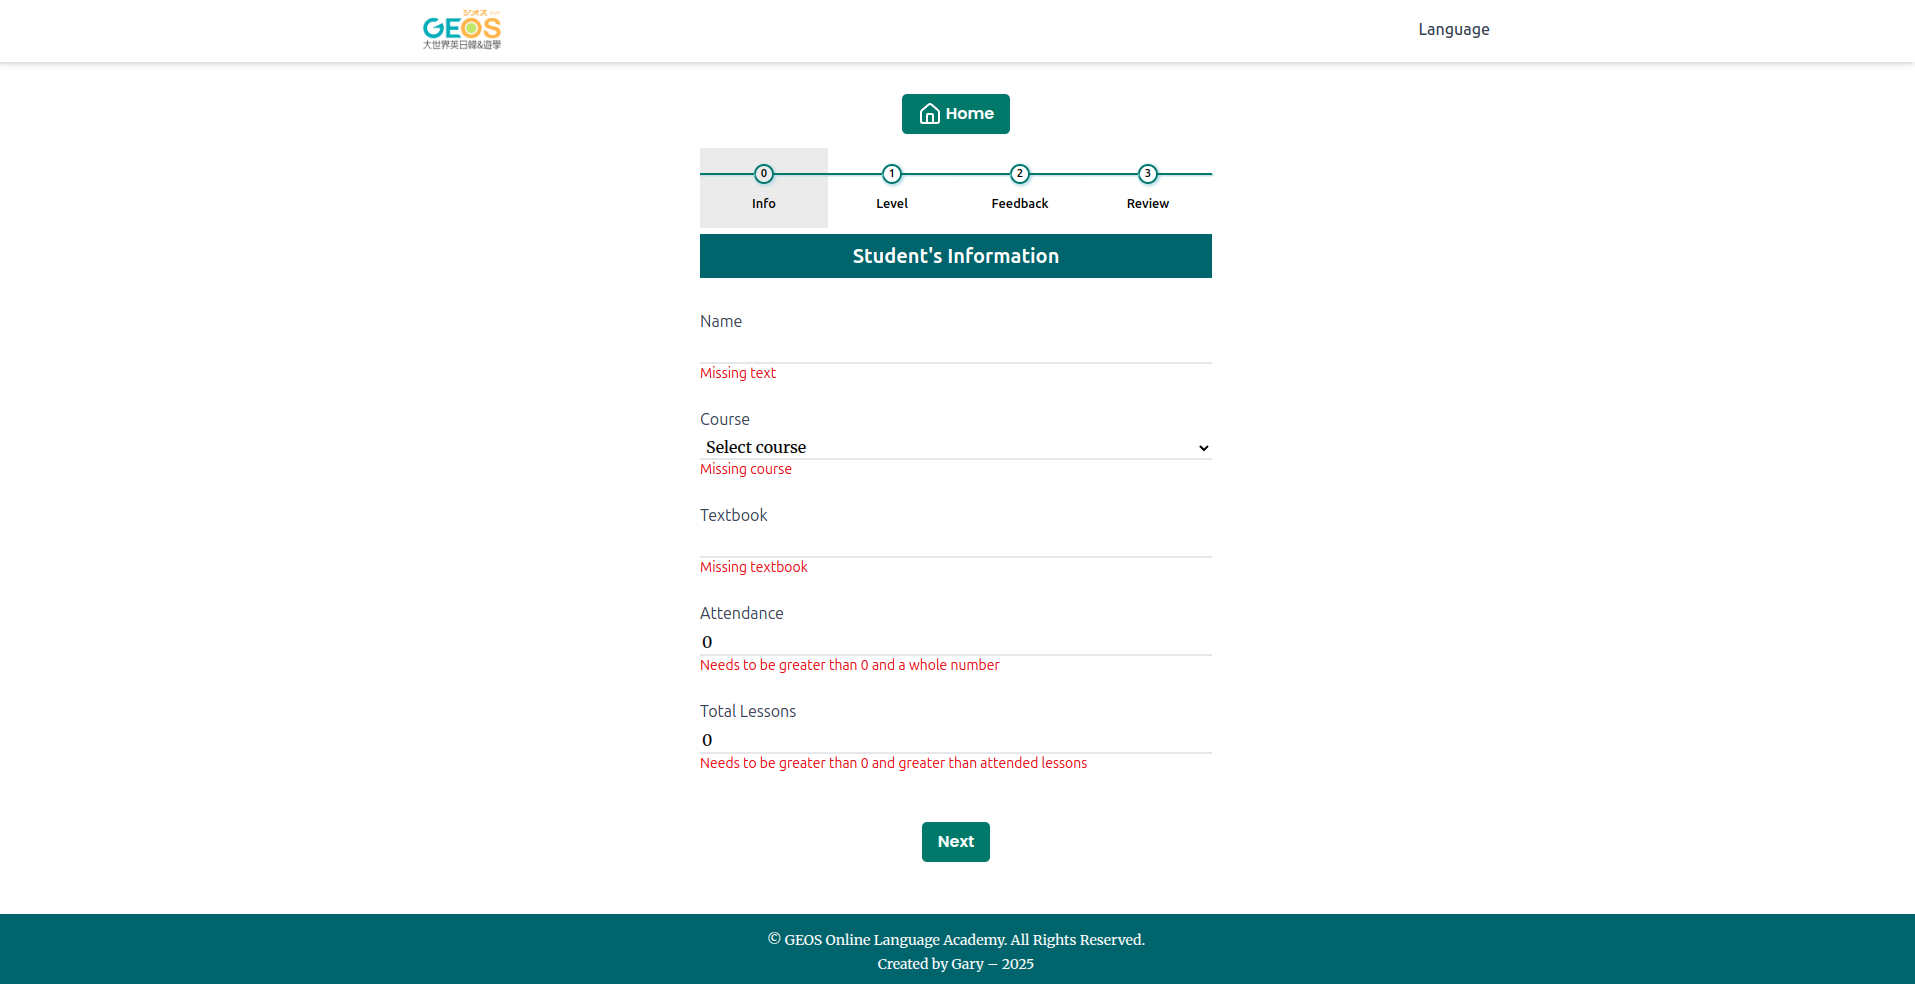 ジオス
GEOS
大世界英日韓&遊學
Language
Home
0
1
2
3
Info
Level
Feedback
Review
Student's Information
Name
Missing text
Course
Select course
Missing course
Textbook
Missing textbook
Attendance
0
Needs to be greater than 0 and a whole number
Total Lessons
0
Needs to be greater than 0 and greater than attended lessons
Next
© GEOS Online Language Academy. All Rights Reserved.
Created by Gary – 2025